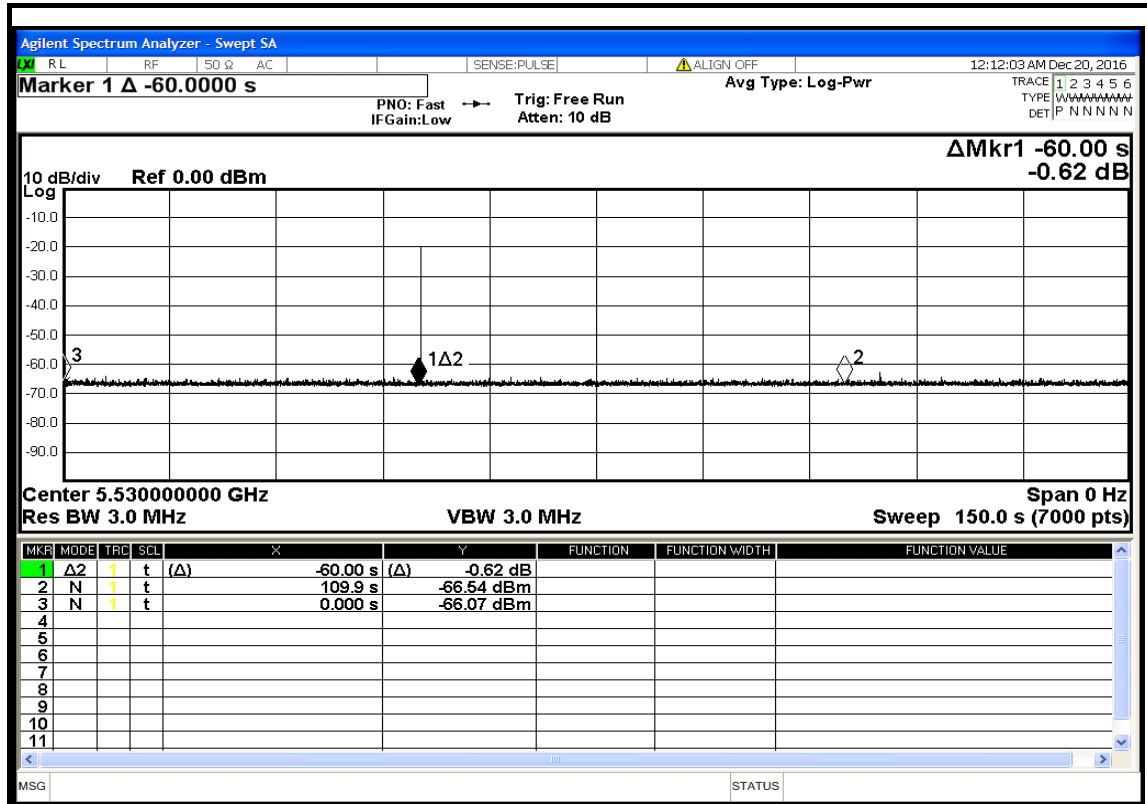 Agilent Spectrum Analyzer - Swept SA
LXI RL RF 50 Ω AC SENSE:PULSE ALIGN OFF 12:12:03 AM Dec 20, 2016
Marker 1 Δ -60.0000 s
PNO: Fast
IFGain:Low
Trig: Free Run
Atten: 10 dB
Avg Type: Log-Pwr
TRACE 1 2 3 4 5 6
TYPE
DET P N N N N N
ΔMkr1 -60.00 s
-0.62 dB
10 dB/div Ref 0.00 dBm
Log
-10.0
-20.0
-30.0
-40.0
-50.0
-60.0
-70.0
-80.0
-90.0
3
1Δ2
2
Center 5.530000000 GHz Span 0 Hz
Res BW 3.0 MHz VBW 3.0 MHz Sweep 150.0 s (7000 pts)
MKR MODE TRC SCL X Y FUNCTION FUNCTION WIDTH FUNCTION VALUE
1 Δ2 1 t (Δ) -60.00 s (Δ) -0.62 dB
2 N 1 t 109.9 s -66.54 dBm
3 N 1 t 0.000 s -66.07 dBm
4
5
6
7
8
9
10
11
MSG STATUS